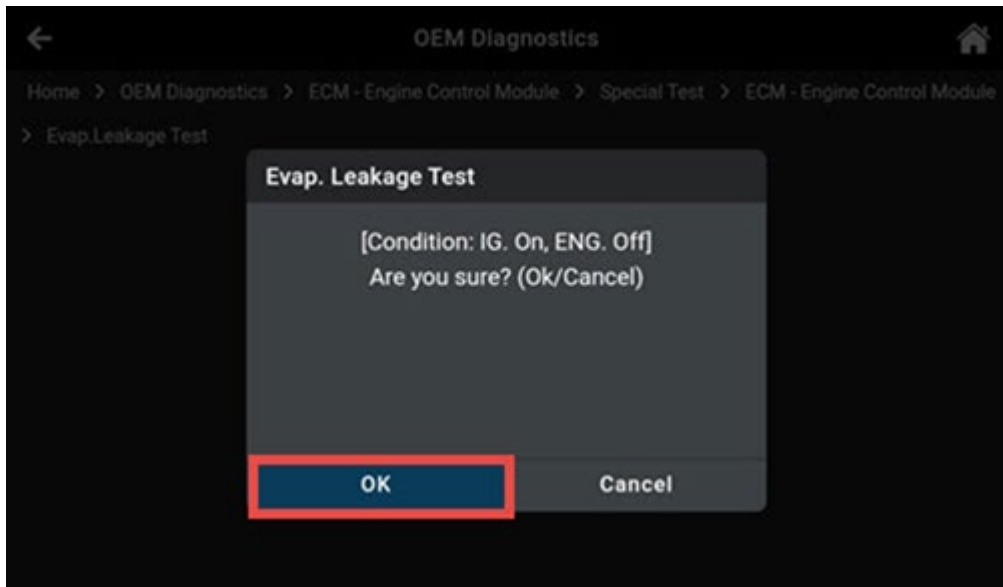 OEM Diagnostics
Home > OEM Diagnostics > ECM - Engine Control Module > Special Test > ECM - Engine Control Module
> Evap.Leakage Test
Evap. Leakage Test
[Condition: IG. On, ENG. Off]
Are you sure? (Ok/Cancel)
OK Cancel